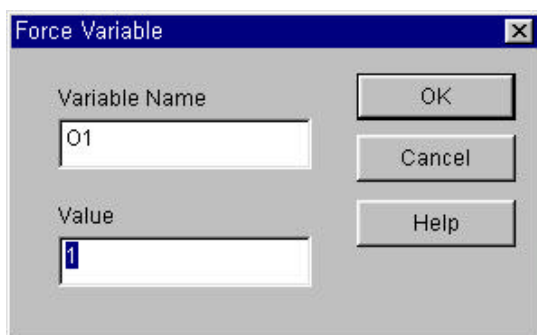 Force Variable
Variable Name
O1
Value
1
OK
Cancel
Help